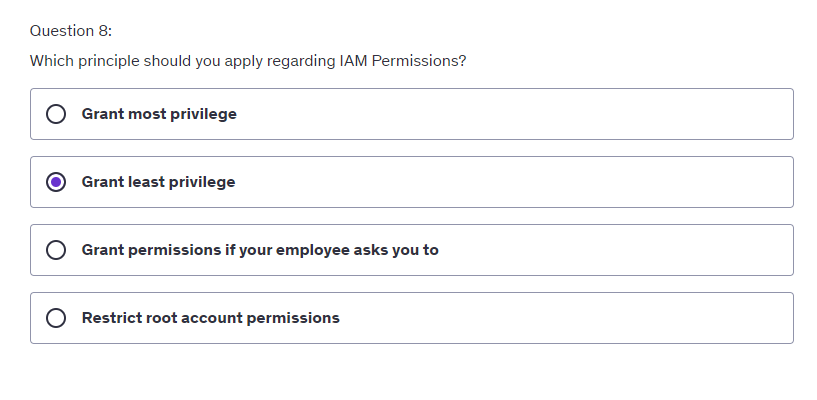 Question 8:
Which principle should you apply regarding IAM Permissions?
Grant most privilege
Grant least privilege
Grant permissions if your employee asks you to
Restrict root account permissions